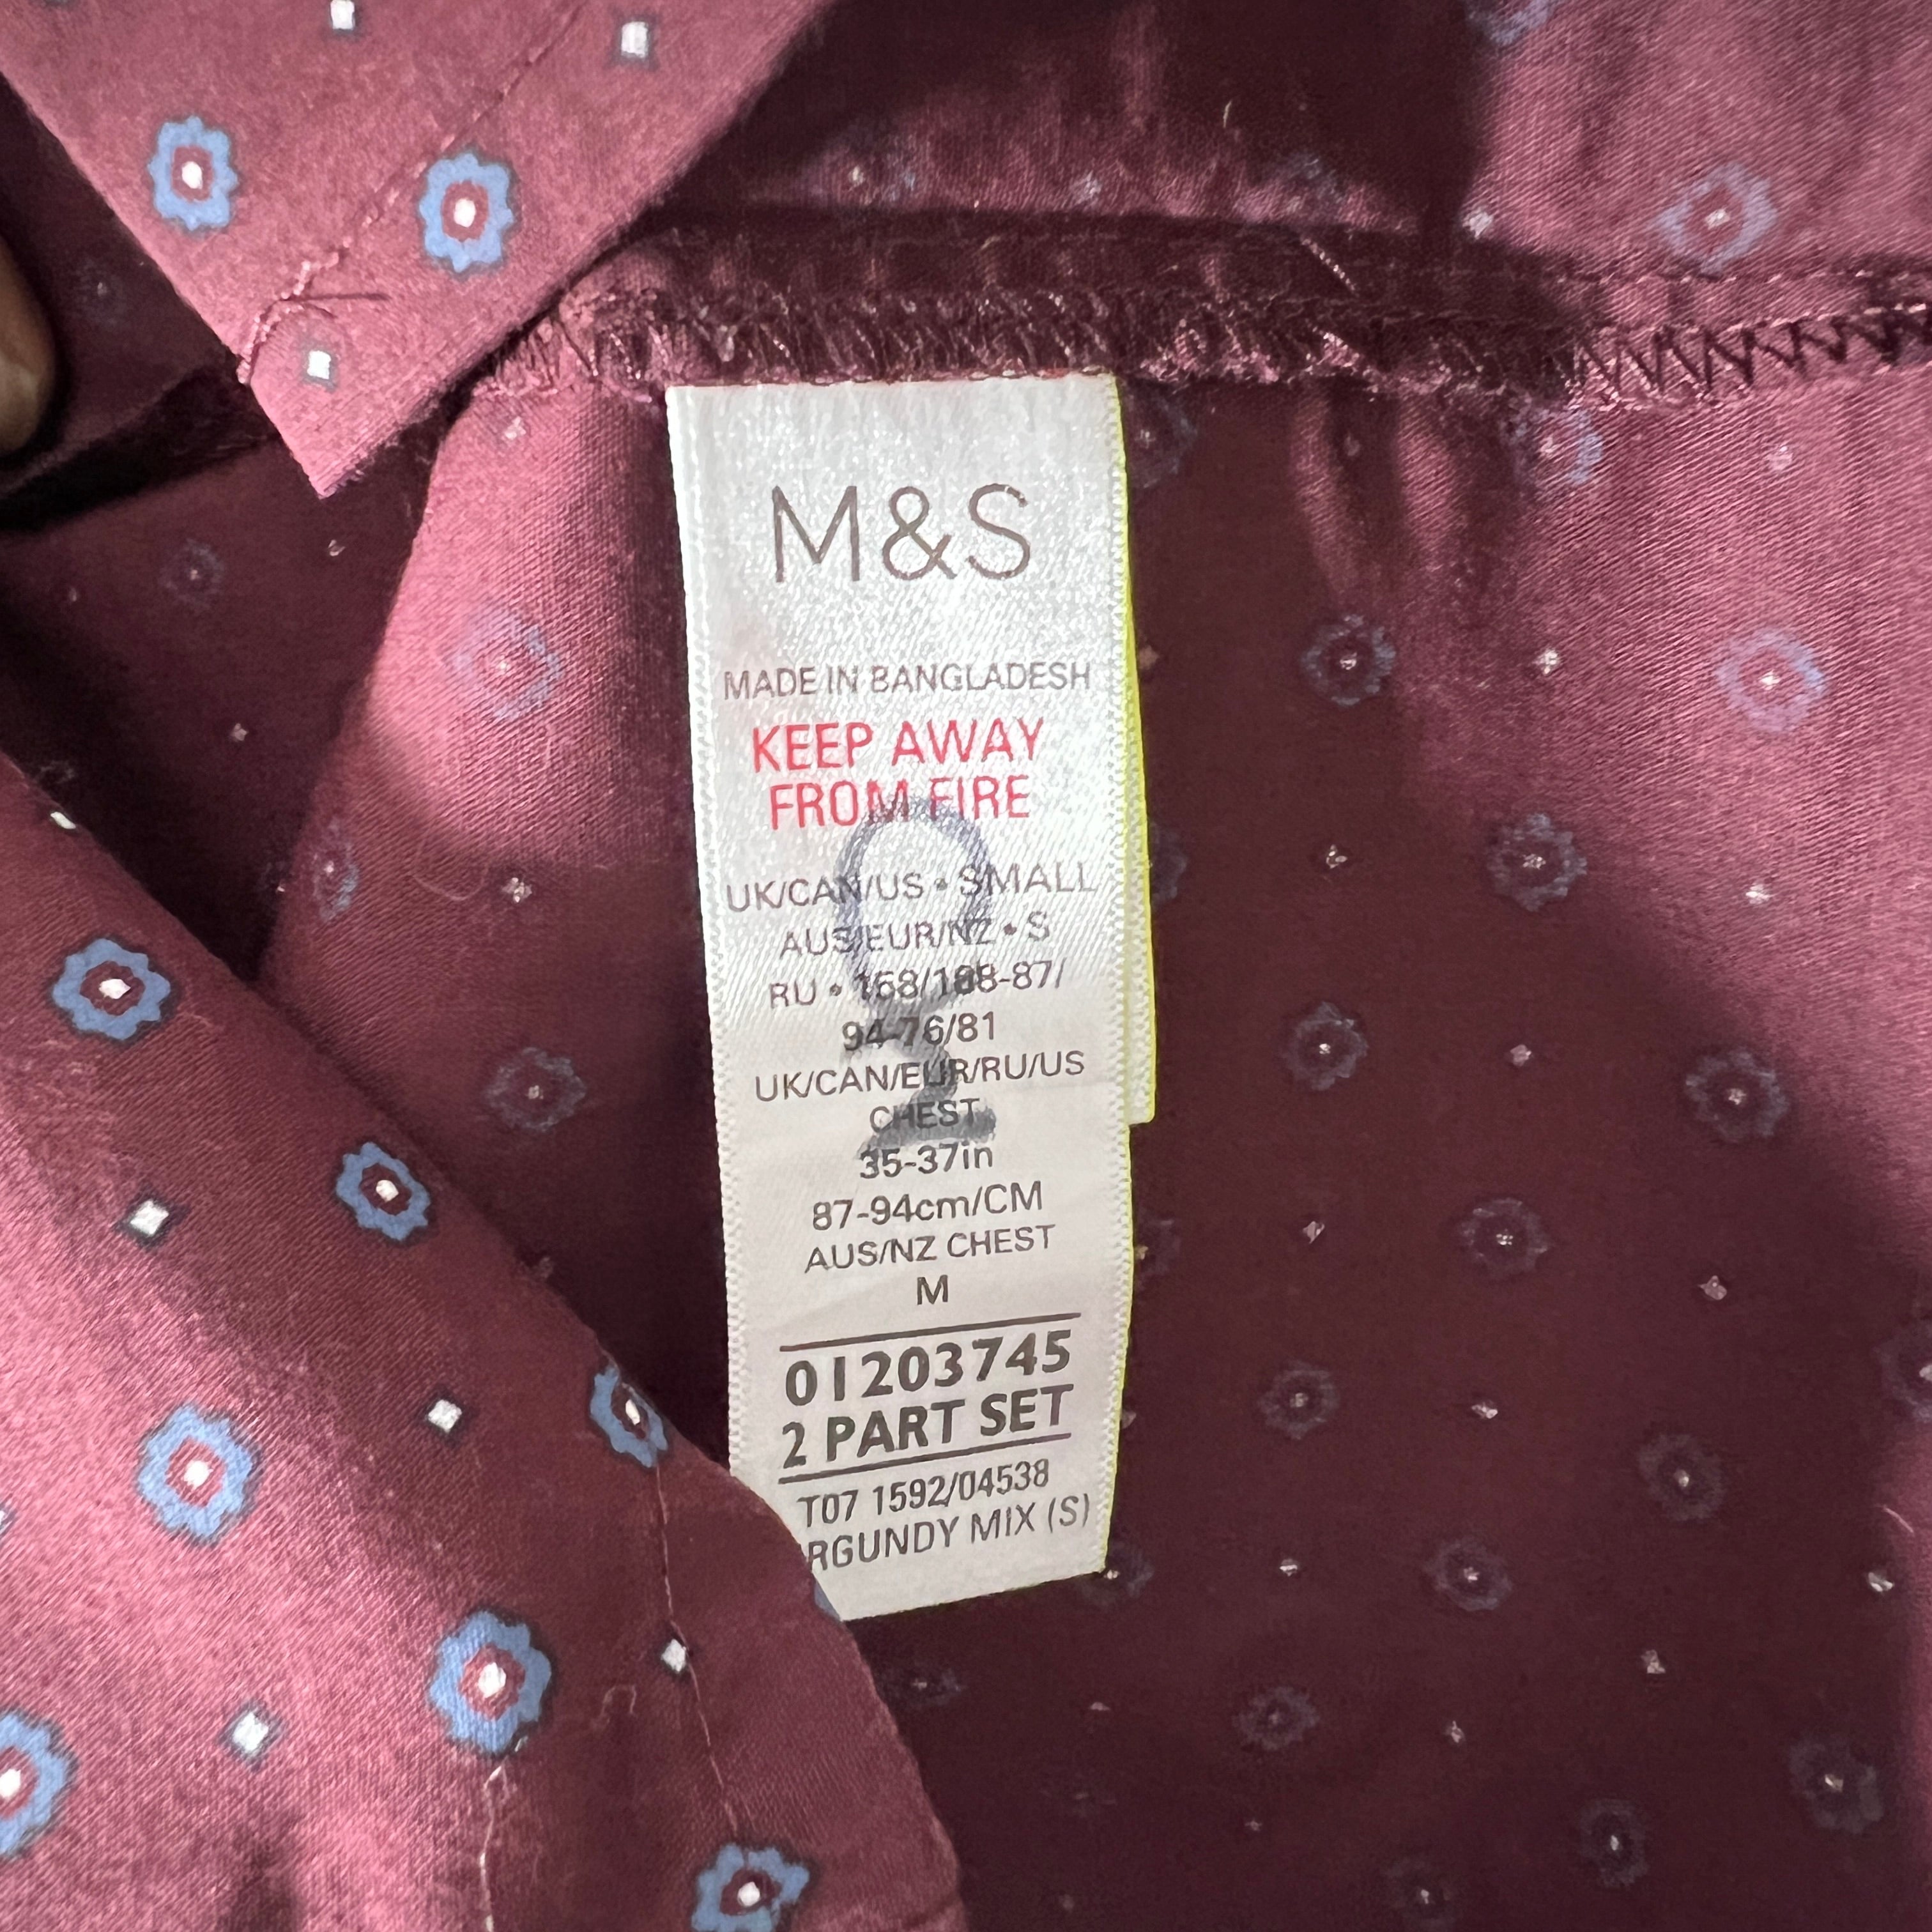 M&S
MADE IN BANGLADESH
KEEP AWAY
FROM FIRE
UK/CAN/US • SMALL
AUS/EUR/NZ • S
RU • 158/188-87/
94-76/81
UK/CAN/EUR/RU/US
CHEST
35-37in
87-94cm/CM
AUS/NZ CHEST
M
01203745
2 PART SET
T07 1592/04538
RGUNDY MIX (S)